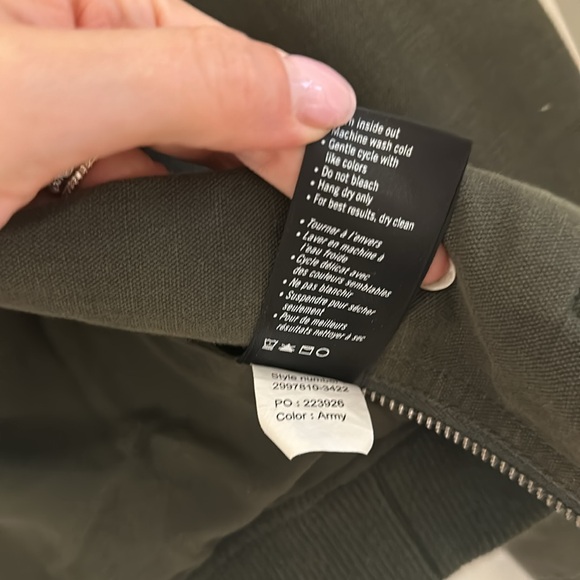 inside out
• Machine wash cold
• Gentle cycle with
like colors
• Do not bleach
• Hang dry only
• For best results, dry clean
• Tourner à l'envers
• Laver en machine à
l'eau froide
• Cycle délicat avec
des couleurs semblables
• Ne pas blanchir
• Suspendre pour sécher
seulement
• Pour de meilleurs
résultats nettoyer à sec
Style number:
2997610-3422
PO : 223926
Color : Army